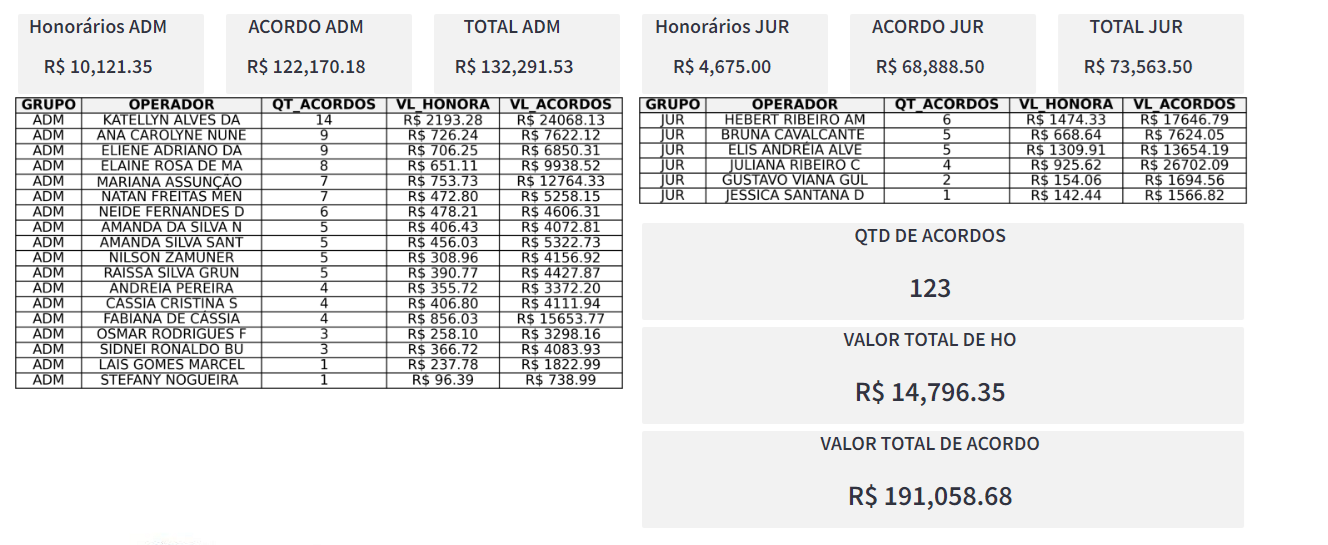 Honorários ADM
R$ 10,121.35
ACORDO ADM
R$ 122,170.18
TOTAL ADM
R$ 132,291.53
Honorários JUR
R$ 4,675.00
ACORDO JUR
R$ 68,888.50
TOTAL JUR
R$ 73,563.50
GRUPO OPERADOR QT_ACORDOS VL_HONORA VL_ACORDOS
ADM KATELLYN ALVES DA 14 R$ 2193.28 R$ 24068.13
ADM ANA CAROLYNE NUNE 9 R$ 726.24 R$ 7622.12
ADM ELIENE ADRIANO DA 9 R$ 706.25 R$ 6850.31
ADM ELAINE ROSA DE MA 8 R$ 651.11 R$ 9938.52
ADM MARIANA ASSUNÇÃO 7 R$ 753.73 R$ 12764.33
ADM NATAN FREITAS MEN 7 R$ 472.80 R$ 5258.15
ADM NEIDE FERNANDES D 6 R$ 478.21 R$ 4606.31
ADM AMANDA DA SILVA N 5 R$ 406.43 R$ 4072.81
ADM AMANDA SILVA SANT 5 R$ 456.03 R$ 5322.73
ADM NILSON ZAMUNER 5 R$ 308.96 R$ 4156.92
ADM RAISSA SILVA GRUN 5 R$ 390.77 R$ 4427.87
ADM ANDREIA PEREIRA 4 R$ 355.72 R$ 3372.20
ADM CASSIA CRISTINA S 4 R$ 406.80 R$ 4111.94
ADM FABIANA DE CÁSSIA 4 R$ 856.03 R$ 15653.77
ADM OSMAR RODRIGUES F 3 R$ 258.10 R$ 3298.16
ADM SIDNEI RONALDO BU 3 R$ 366.72 R$ 4083.93
ADM LAIS GOMES MARCEL 1 R$ 237.78 R$ 1822.99
ADM STEFANY NOGUEIRA 1 R$ 96.39 R$ 738.99
GRUPO OPERADOR QT_ACORDOS VL_HONORA VL_ACORDOS
JUR HEBERT RIBEIRO AM 6 R$ 1474.33 R$ 17646.79
JUR BRUNA CAVALCANTE 5 R$ 668.64 R$ 7624.05
JUR ELIS ANDRÉIA ALVE 5 R$ 1309.91 R$ 13654.19
JUR JULIANA RIBEIRO C 4 R$ 925.62 R$ 26702.09
JUR GUSTAVO VIANA GUL 2 R$ 154.06 R$ 1694.56
JUR JESSICA SANTANA D 1 R$ 142.44 R$ 1566.82
QTD DE ACORDOS
123
VALOR TOTAL DE HO
R$ 14,796.35
VALOR TOTAL DE ACORDO
R$ 191,058.68